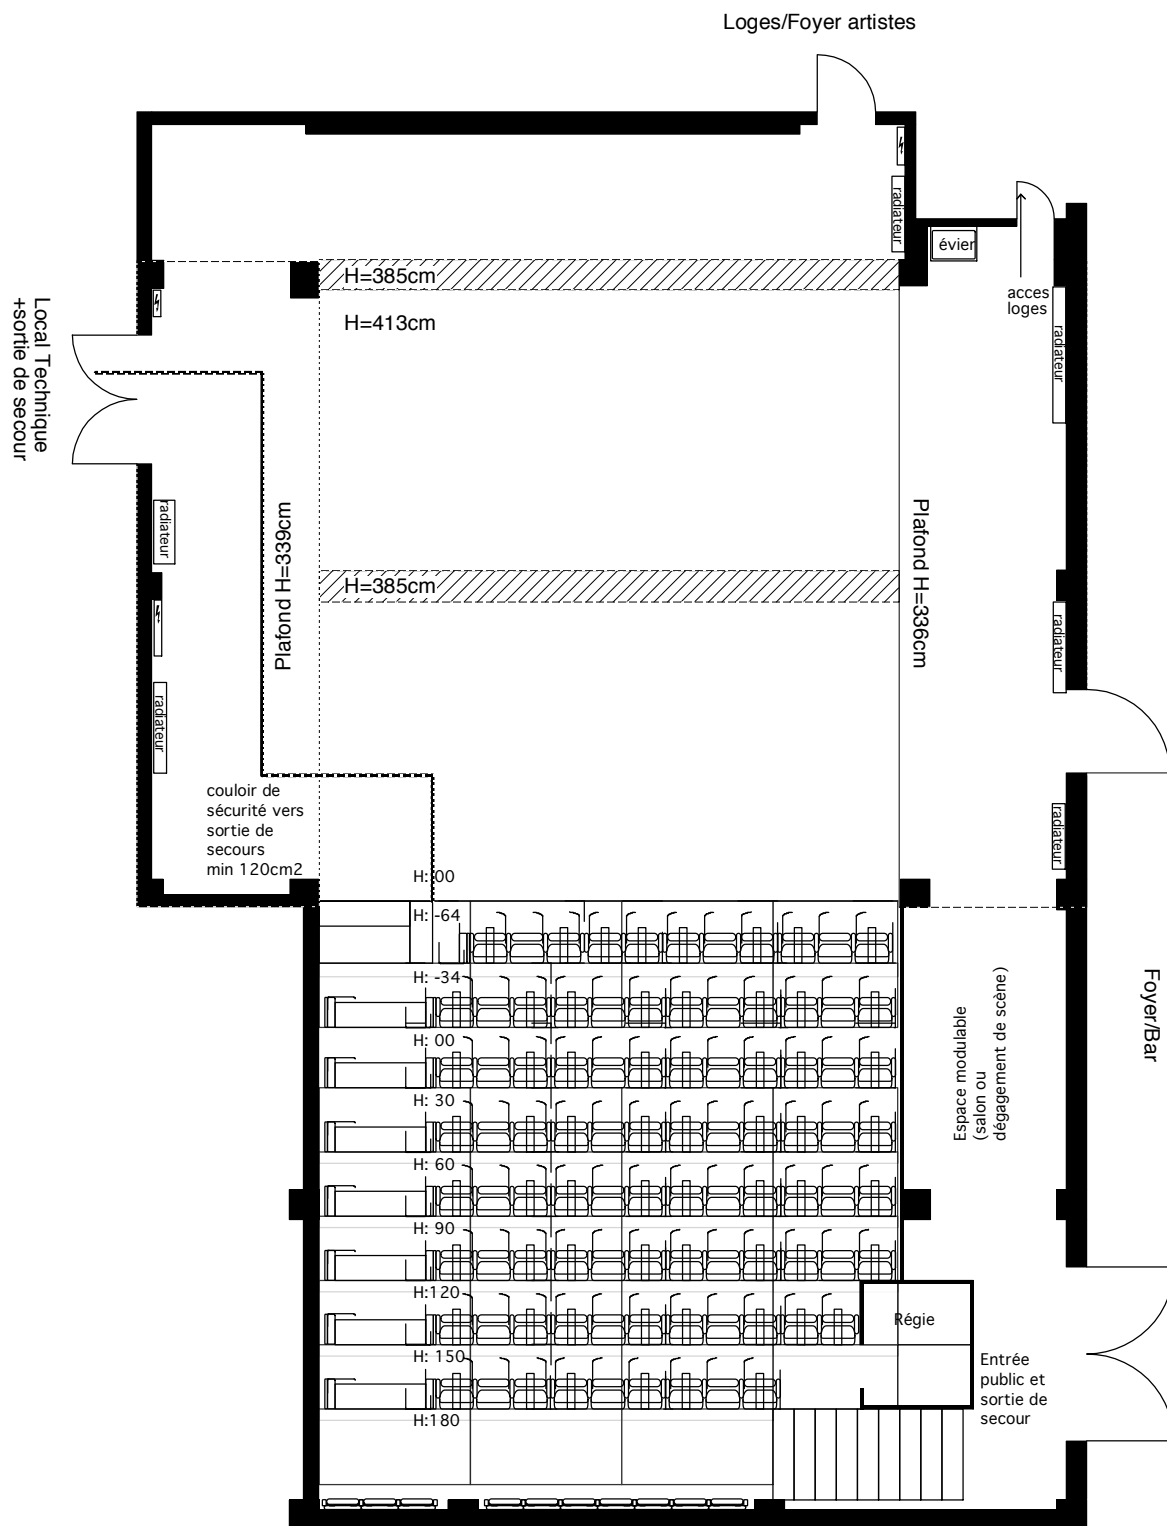 Loges/Foyer artistes
radiateur
évier
acces
loges
radiateur
H=385cm
H=413cm
Local Technique
+sortie de secour
radiateur
Plafond H=339cm
H=385cm
Plafond H=336cm
radiateur
radiateur
radiateur
couloir de
sécurité vers
sortie de
secours
min 120cm2
H: 00
H: -64
H: -34
H: 00
H: 30
H: 60
H: 90
H:120
H: 150
H:180
Espace modulable
(salon ou
dégagement de scène)
Foyer/Bar
Régie
Entrée
public et
sortie de
secour